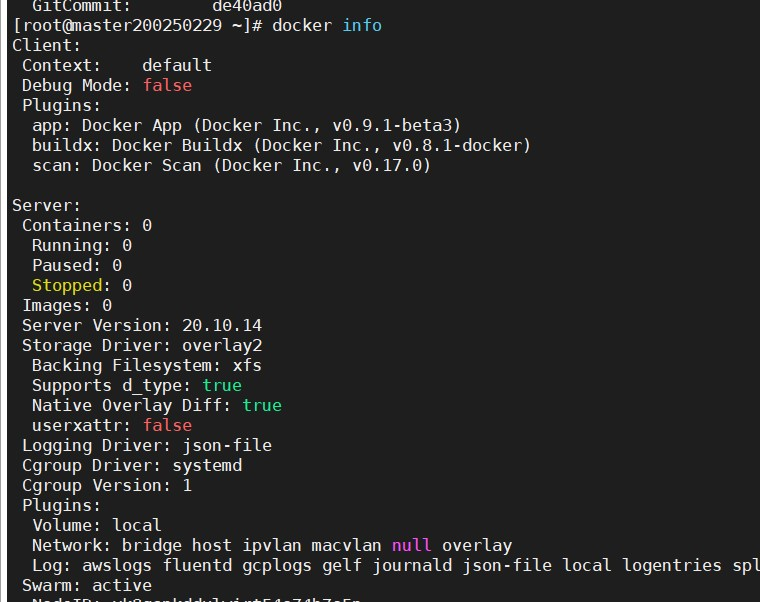 GitCommit: de40ad0
[root@master200250229 ~]# docker info
Client:
Context: default
Debug Mode: false
Plugins:
app: Docker App (Docker Inc., v0.9.1-beta3)
buildx: Docker Buildx (Docker Inc., v0.8.1-docker)
scan: Docker Scan (Docker Inc., v0.17.0)
Server:
Containers: 0
Running: 0
Paused: 0
Stopped: 0
Images: 0
Server Version: 20.10.14
Storage Driver: overlay2
Backing Filesystem: xfs
Supports d_type: true
Native Overlay Diff: true
userxattr: false
Logging Driver: json-file
Cgroup Driver: systemd
Cgroup Version: 1
Plugins:
Volume: local
Network: bridge host ipvlan macvlan null overlay
Log: awslogs fluentd gcplogs gelf journald json-file local logentries spl
Swarm: active